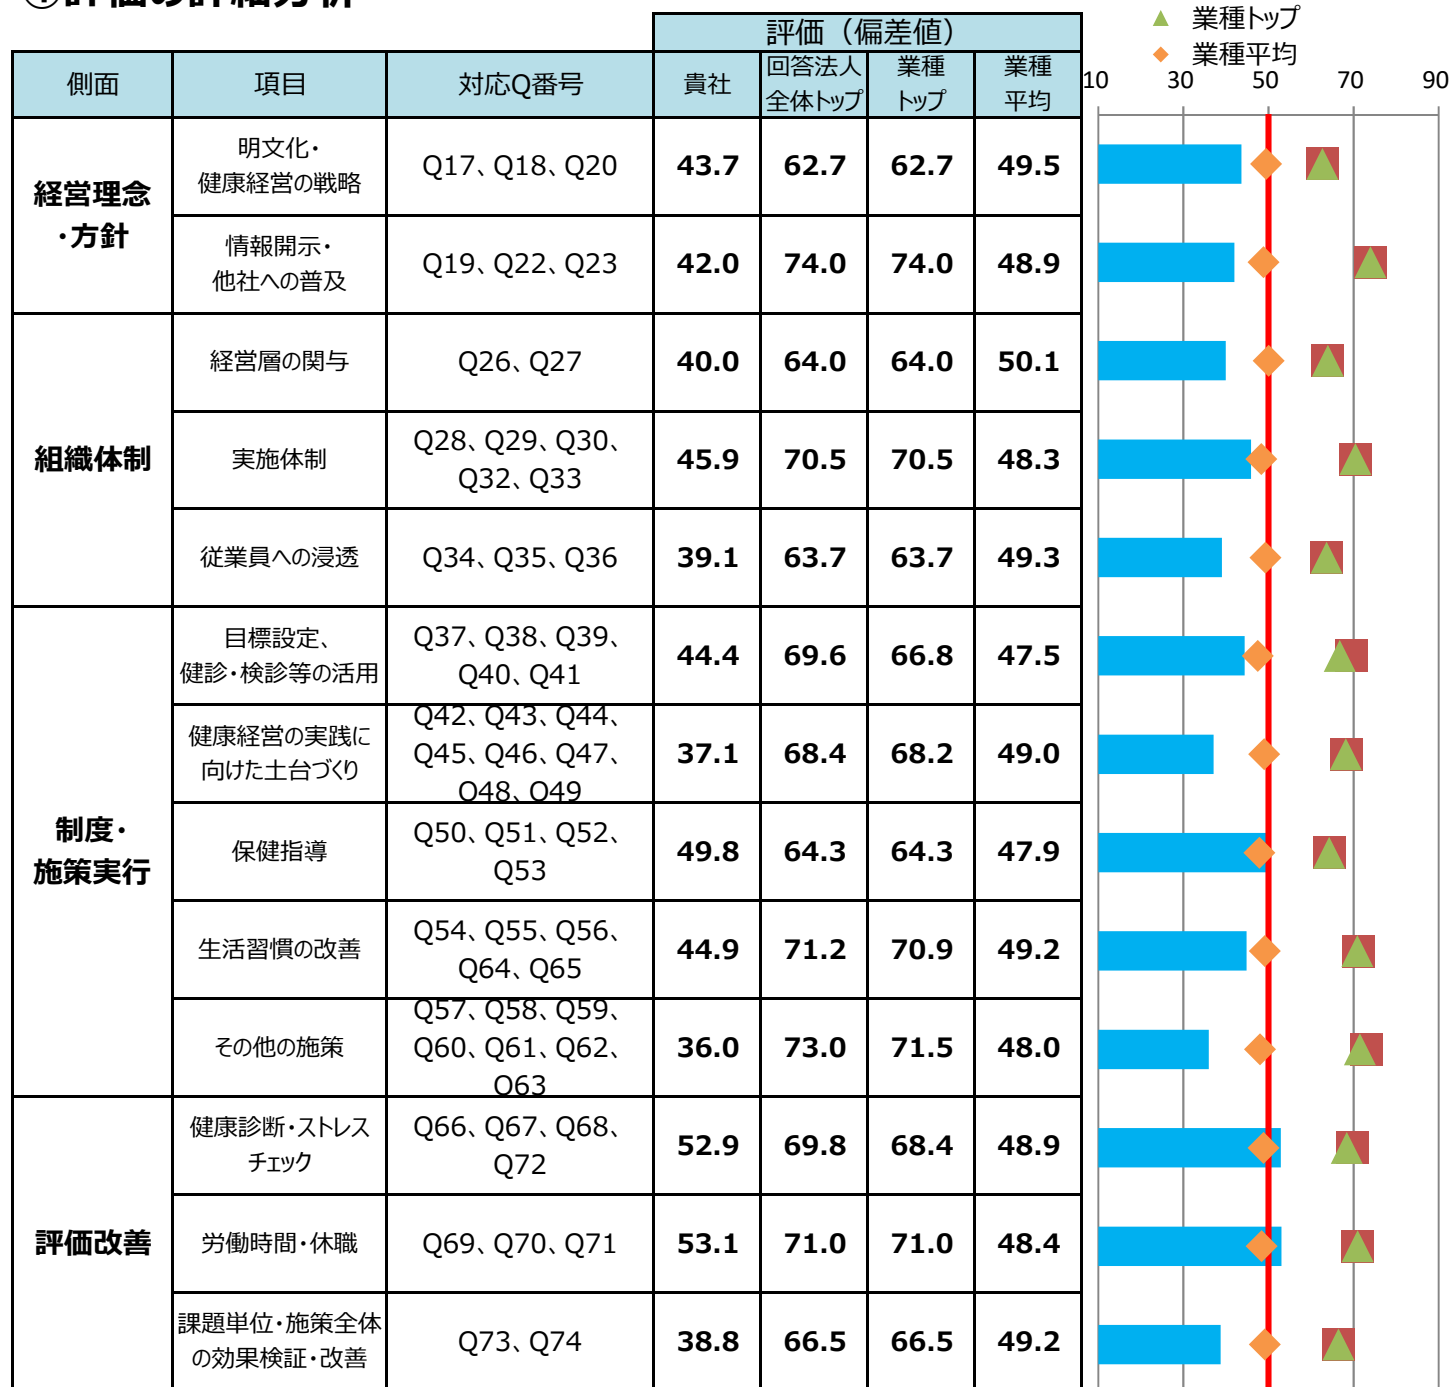 ①評価の詳細分析
業種トップ
業種平均
評価（偏差値）
側面 項目 対応Q番号 貴社 回答法人全体トップ 業種トップ 業種平均
10 30 50 70 90
経営理念・方針
明文化・
健康経営の戦略
Q17、Q18、Q20
43.7 62.7 62.7 49.5
情報開示・
他社への普及
Q19、Q22、Q23
42.0 74.0 74.0 48.9
組織体制
経営層の関与
Q26、Q27
40.0 64.0 64.0 50.1
実施体制
Q28、Q29、Q30、
Q32、Q33
45.9 70.5 70.5 48.3
従業員への浸透
Q34、Q35、Q36
39.1 63.7 63.7 49.3
制度・
施策実行
目標設定、
健診・検診等の活用
Q37、Q38、Q39、
Q40、Q41
44.4 69.6 66.8 47.5
健康経営の実践に
向けた土台づくり
Q42、Q43、Q44、
Q45、Q46、Q47、
Q48、Q49
37.1 68.4 68.2 49.0
保健指導
Q50、Q51、Q52、
Q53
49.8 64.3 64.3 47.9
生活習慣の改善
Q54、Q55、Q56、
Q64、Q65
44.9 71.2 70.9 49.2
その他の施策
Q57、Q58、Q59、
Q60、Q61、Q62、
Q63
36.0 73.0 71.5 48.0
評価改善
健康診断・ストレス
チェック
Q66、Q67、Q68、
Q72
52.9 69.8 68.4 48.9
労働時間・休職
Q69、Q70、Q71
53.1 71.0 71.0 48.4
課題単位・施策全体
の効果検証・改善
Q73、Q74
38.8 66.5 66.5 49.2